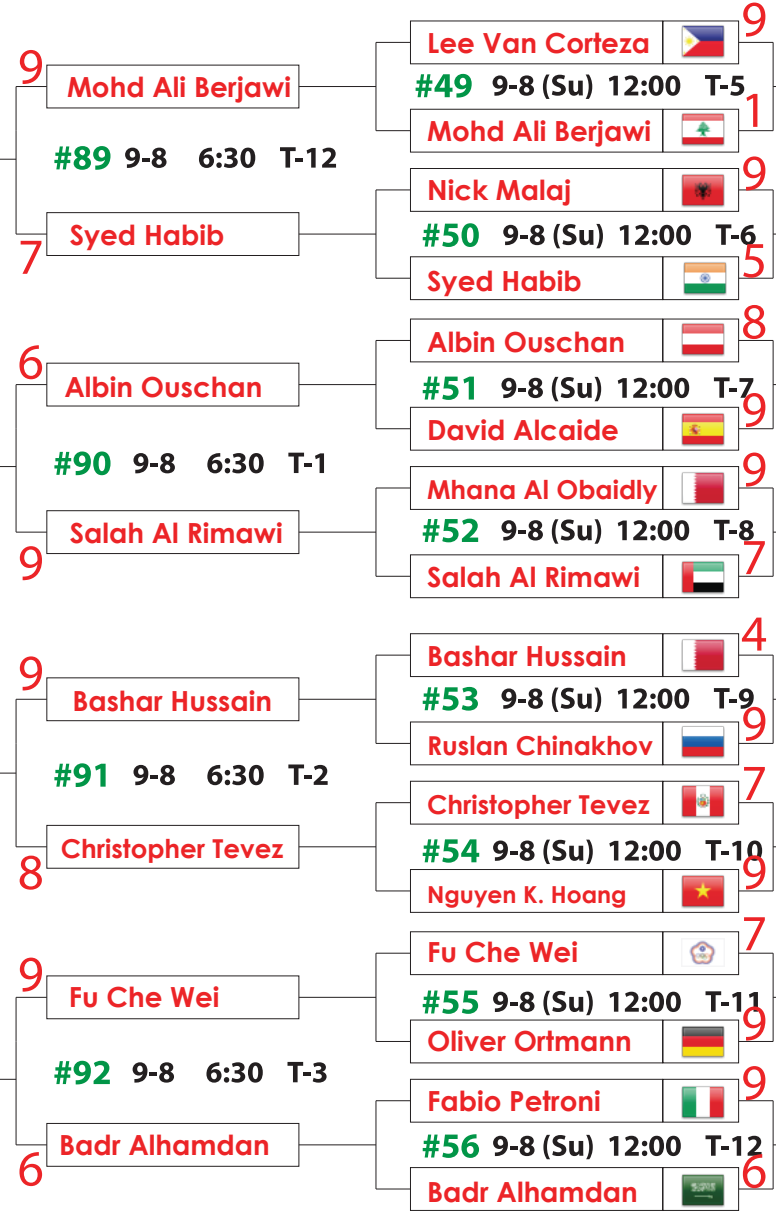 9
Lee Van Corteza
9
Mohd Ali Berjawi
#49 9-8 (Su) 12:00 T-5
Mohd Ali Berjawi
1
#89 9-8 6:30 T-12
Nick Malaj
9
Syed Habib
#50 9-8 (Su) 12:00 T-6
7
Syed Habib
5
Albin Ouschan
8
6
Albin Ouschan
#51 9-8 (Su) 12:00 T-7
David Alcaide
9
#90 9-8 6:30 T-1
Mhana Al Obaidly
9
Salah Al Rimawi
#52 9-8 (Su) 12:00 T-8
9
Salah Al Rimawi
7
Bashar Hussain
4
9
Bashar Hussain
#53 9-8 (Su) 12:00 T-9
Ruslan Chinakhov
9
#91 9-8 6:30 T-2
Christopher Tevez
7
Christopher Tevez
#54 9-8 (Su) 12:00 T-10
8
Nguyen K. Hoang
9
Fu Che Wei
7
9
Fu Che Wei
#55 9-8 (Su) 12:00 T-11
Oliver Ortmann
9
#92 9-8 6:30 T-3
Fabio Petroni
9
Badr Alhamdan
#56 9-8 (Su) 12:00 T-12
6
Badr Alhamdan
6